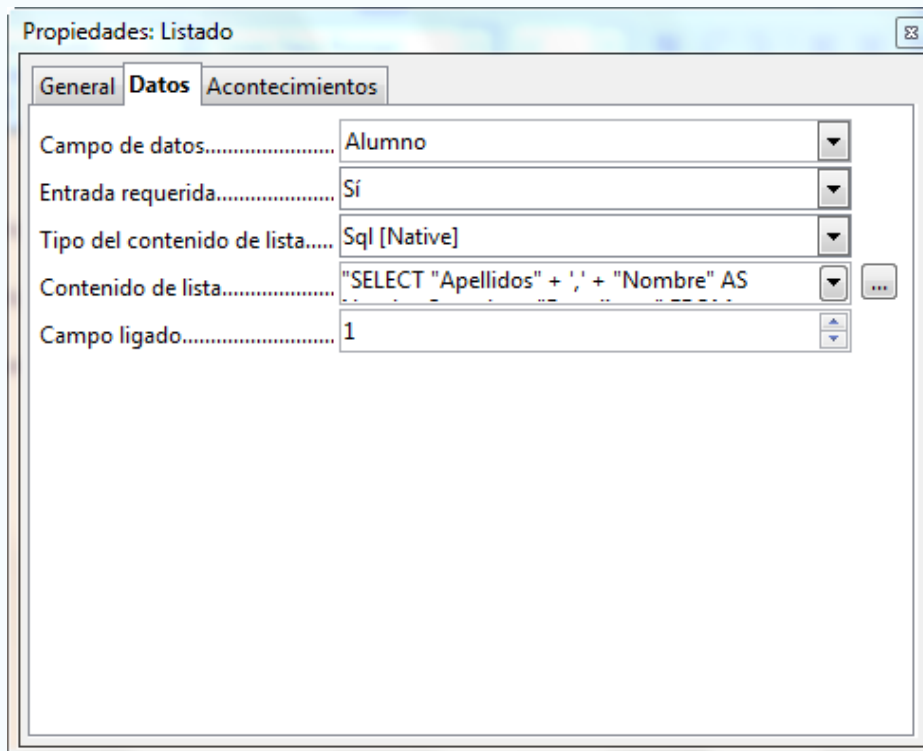 Propiedades: Listado
General Datos Acontecimientos
Campo de datos....................... Alumno
Entrada requerida..................... Sí
Tipo del contenido de lista..... Sql [Native]
Contenido de lista.................... "SELECT "Apellidos" + ',' + "Nombre" AS
...
Campo ligado........................... 1